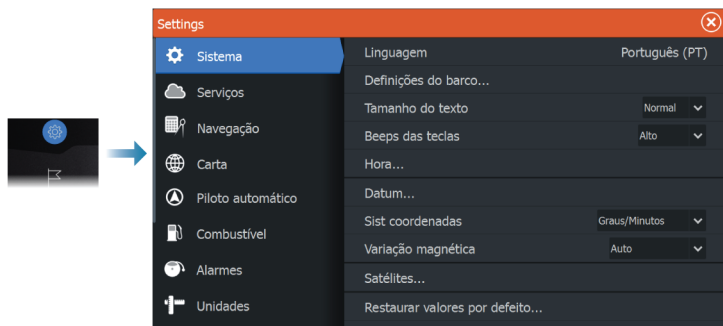 Settings
Sistema
Serviços
Navegação
Carta
Piloto automático
Combustível
Alarmes
Unidades
Linguagem Português (PT)
Definições do barco...
Tamanho do texto Normal
Beeps das teclas Alto
Hora...
Datum...
Sist coordenadas Graus/Minutos
Variação magnética Auto
Satélites...
Restaurar valores por defeito...